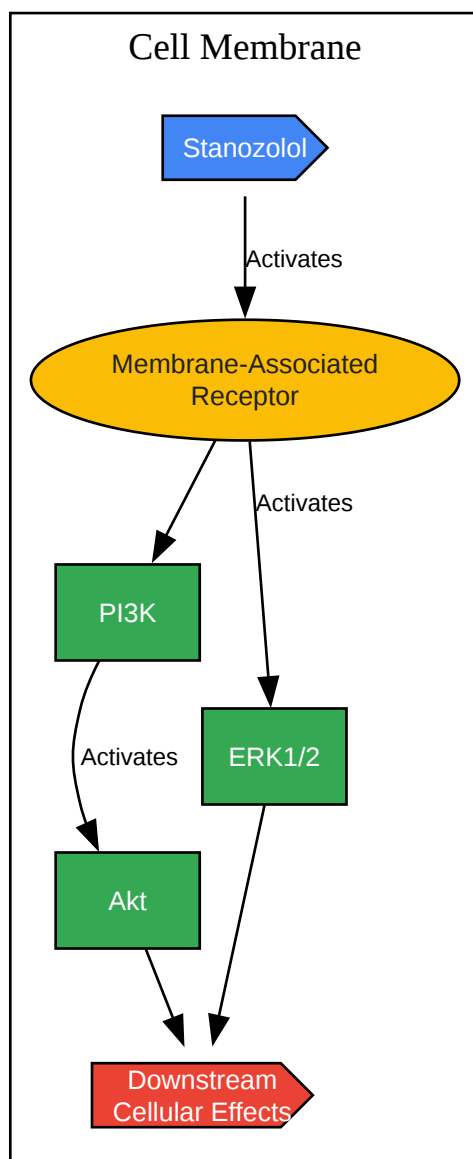 Cell Membrane
Stanozolol
Activates
Membrane-Associated
Receptor
Activates
PI3K
ERK1/2
Activates
Akt
Downstream
Cellular Effects